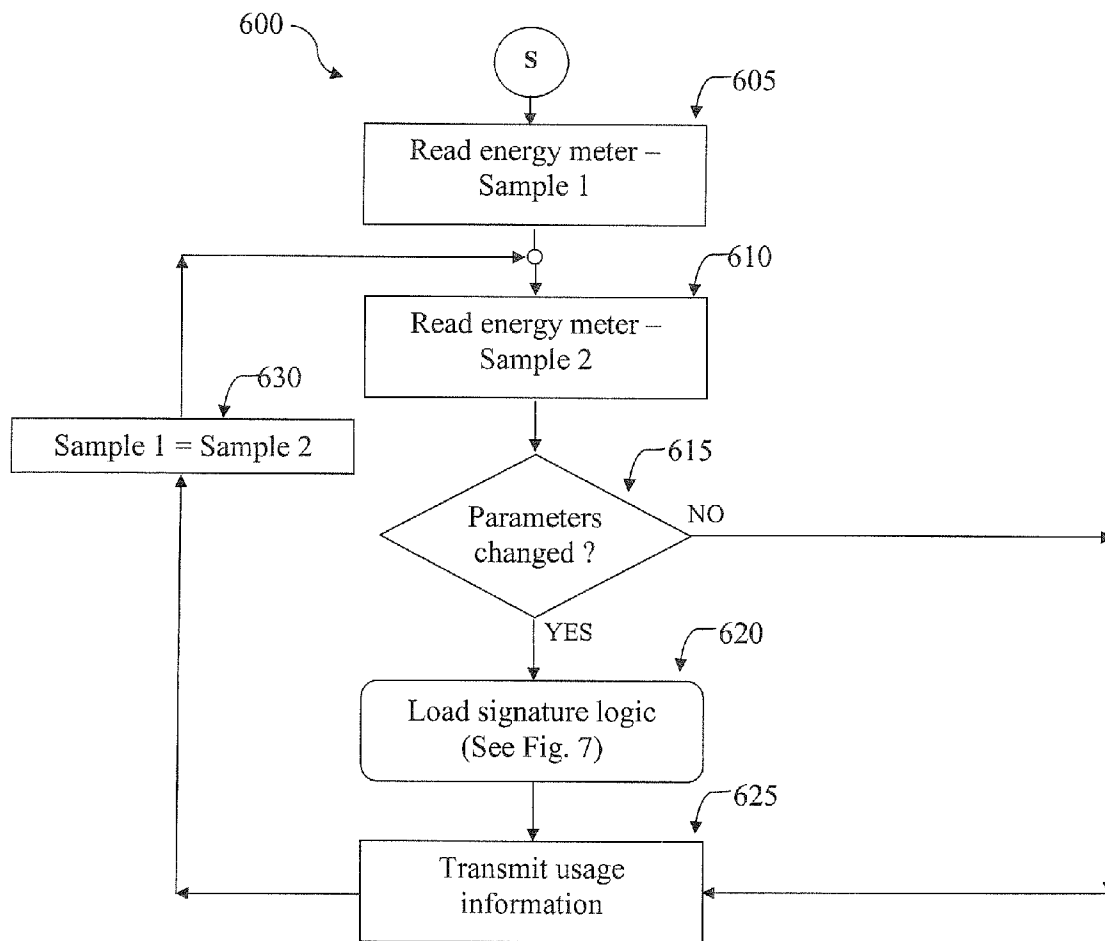 600
S
605
Read energy meter –
Sample 1
610
Read energy meter –
Sample 2
630
Sample 1 = Sample 2
615
Parameters
changed ?
NO
YES
620
Load signature logic
(See Fig. 7)
625
Transmit usage
information